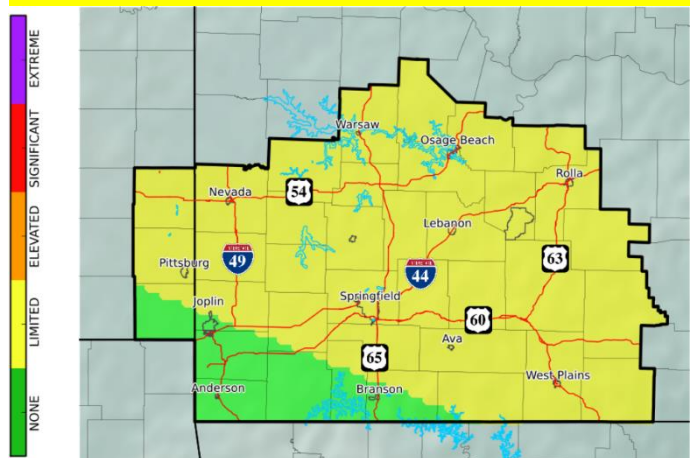 EXTREME
SIGNIFICANT
ELEVATED
LIMITED
NONE
Warsaw
Osage Beach
Rolla
Nevada
54
Lebanon
Pittsburg
49
44
63
Joplin
Springfield
60
65
Ava
West Plains
Anderson
Branson